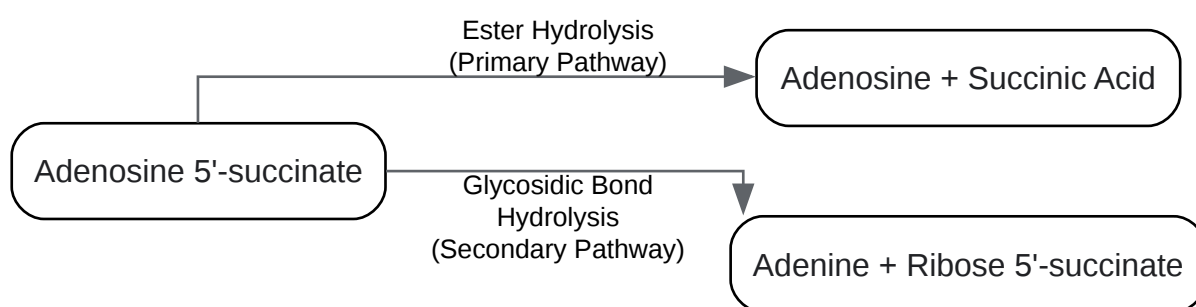 Ester Hydrolysis
(Primary Pathway)
Adenosine + Succinic Acid
Adenosine 5'-succinate
Glycosidic Bond
Hydrolysis
(Secondary Pathway)
Adenine + Ribose 5'-succinate